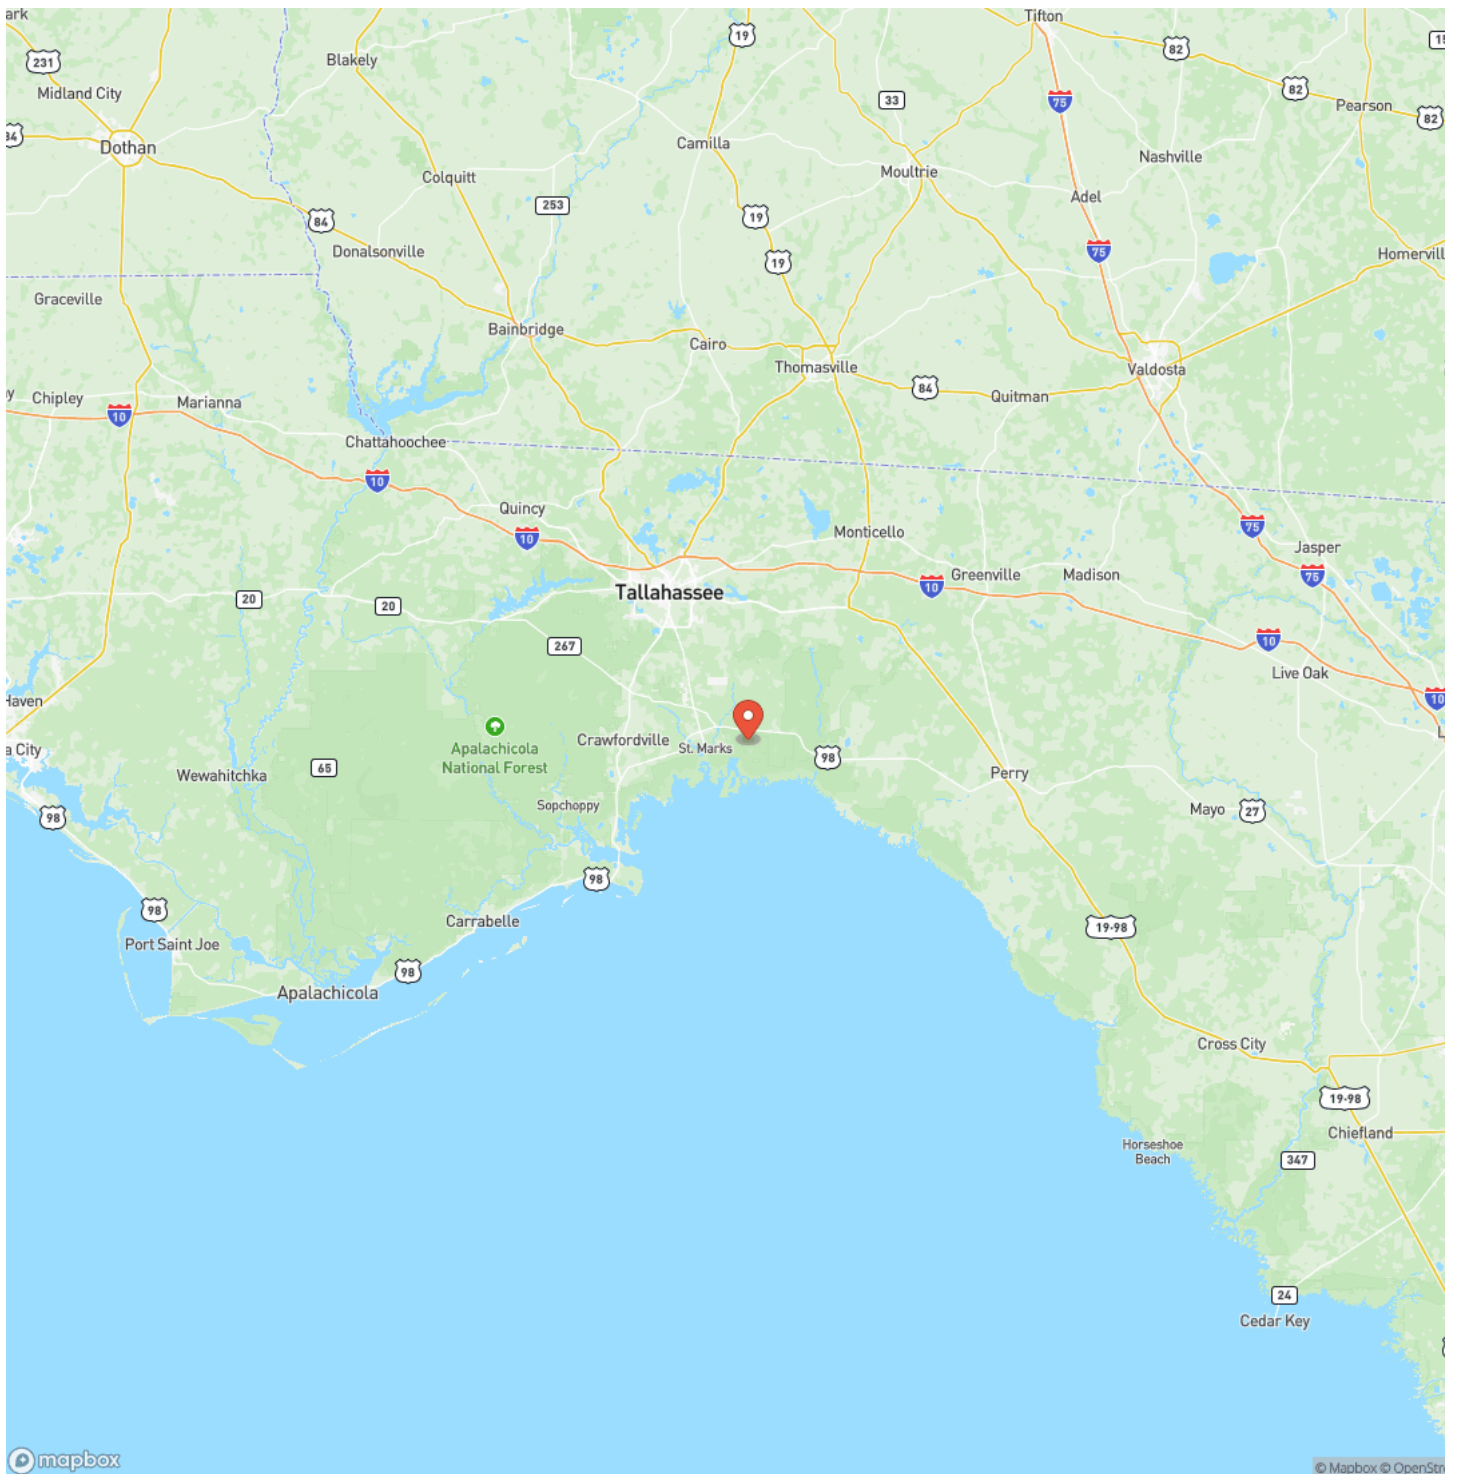 ark
Tifton
19
82
15
231
Blakely
82
Midland City
33
75
Pearson
82
84
Dothan
Camilla
Nashville
Moultrie
Colquitt
Adel
253
84
19
Donalsonville
75
Homervill
19
Graceville
Bainbridge
Cairo
Thomasville
Valdosta
84
Quitman
y
Chipley
Marianna
10
Chattahoochee
10
Quincy
75
Monticello
10
Jasper
Greenville
Madison
75
10
Tallahassee
20
20
267
10
Live Oak
Haven
10
L
a City
Crawfordville
St. Marks
Apalachicola
National Forest
98
65
Wewahitchka
Perry
98
Sopchoppy
Mayo
27
98
98
Carrabelle
19-98
Port Saint Joe
98
Apalachicola
Cross City
19-98
Chiefland
Horseshoe
Beach
347
24
Cedar Key
mapbox
© Mapbox © OpenStre